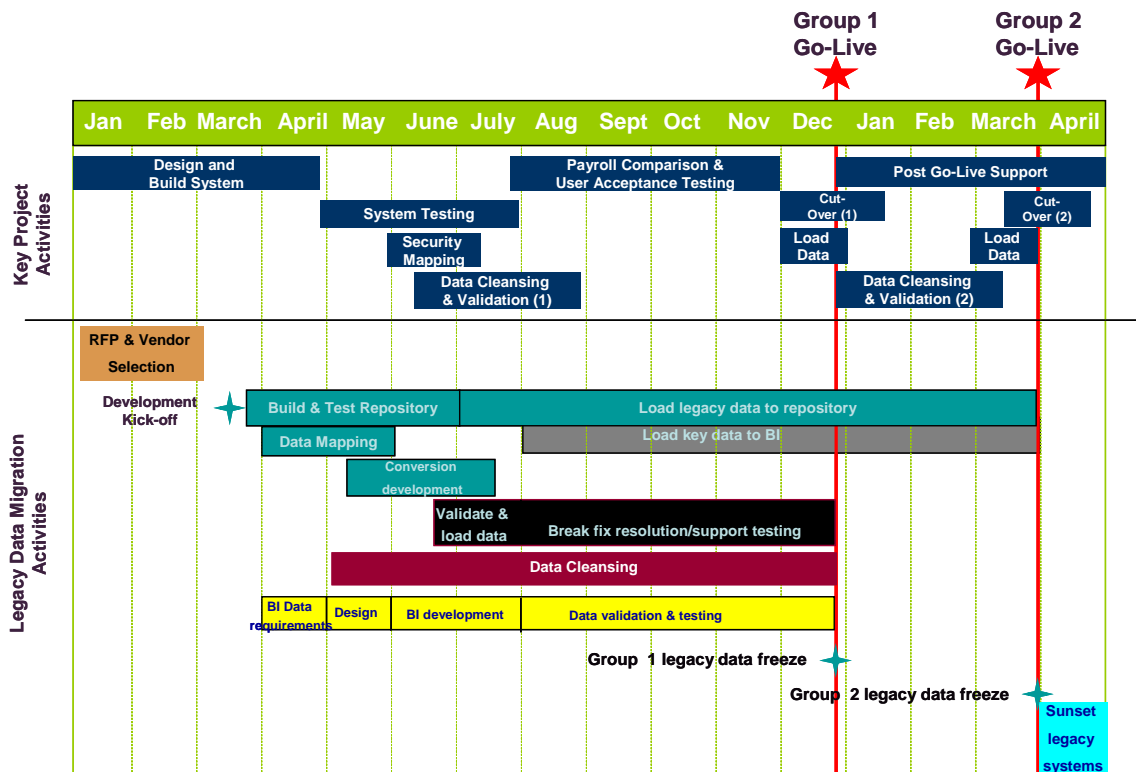 Group 1
Go-Live
Group 2
Go-Live
Jan Feb March April May June July Aug Sept Oct Nov Dec Jan Feb March April
Key Project
Activities
Design and
Build System
Payroll Comparison &
User Acceptance Testing
Post Go-Live Support
System Testing
Cut-
Over (1)
Cut-
Over (2)
Security
Mapping
Load
Data
Load
Data
Data Cleansing
& Validation (1)
Data Cleansing
& Validation (2)
Legacy Data Migration
Activities
RFP & Vendor
Selection
Development
Kick-off
Build & Test Repository
Load legacy data to repository
Data Mapping
Load key data to BI
Conversion
development
Validate &
load data
Break fix resolution/support testing
Data Cleansing
BI Data
requirements
Design
BI development
Data validation & testing
Group 1 legacy data freeze
Group 2 legacy data freeze
Sunset
legacy
systems